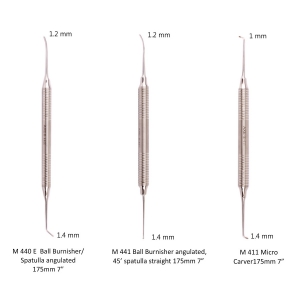 1.2 mm
1.2 mm
1 mm
1.4 mm
1.4 mm
1.4 mm
M 440 E Ball Burnisher/
Spatulla angulated
175mm 7”
M 441 Ball Burnisher angulated,
45’ spatulla straight 175mm 7”
M 411 Micro
Carver175mm 7”